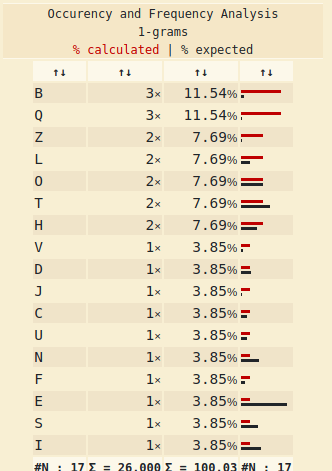 Occurency and Frequency Analysis
1-grams
% calculated | % expected
↑↓ ↑↓ ↑↓ ↑↓
B 3× 11.54%
Q 3× 11.54%
Z 2× 7.69%
L 2× 7.69%
O 2× 7.69%
T 2× 7.69%
H 2× 7.69%
V 1× 3.85%
D 1× 3.85%
J 1× 3.85%
C 1× 3.85%
U 1× 3.85%
N 1× 3.85%
F 1× 3.85%
E 1× 3.85%
S 1× 3.85%
I 1× 3.85%
#N : 17 Σ = 26.000 Σ = 100.03 #N : 17